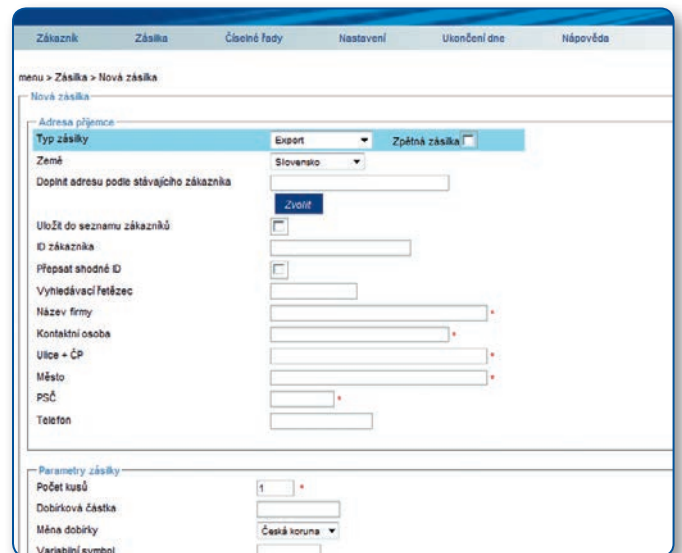 Zákazník Zásilka Číselné řady Nastavení Ukončení dne Nápověda
menu > Zásilka > Nová zásilka
Nová zásilka
Adresa příjemce
Typ zásilky Export Zpětná zásilka
Země Slovensko
Doplnit adresu podle stávajícího zákazníka
Zvolit
Uložit do seznamu zákazníků
ID zákazníka
Přepsat shodné ID
Vyhledávací řetězec
Název firmy *
Kontaktní osoba *
Ulice + ČP *
Město *
PSČ *
Telefon
Parametry zásilky
Počet kusů 1 *
Dobírková částka
Měna dobírky Česká koruna
Variabilní symbol